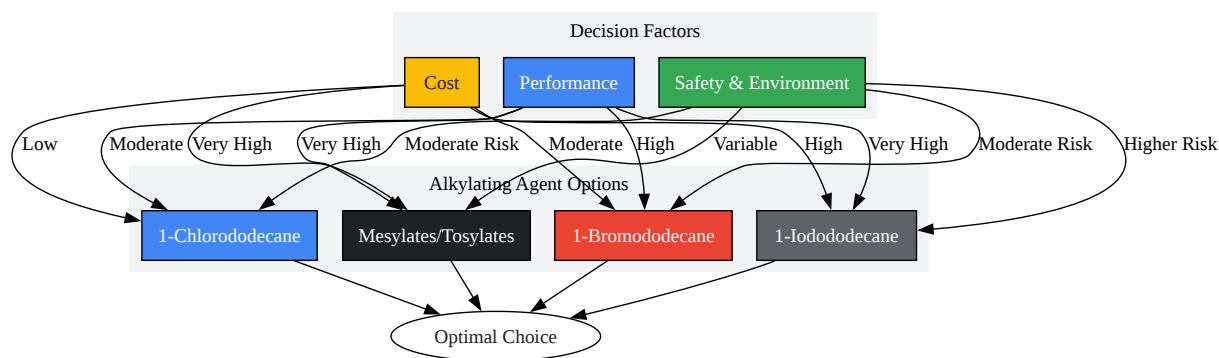 Decision Factors
Cost
Performance
Safety & Environment
Low
Moderate
Very High
Very High
Moderate Risk
Moderate
High
Variable
High
Very High
Moderate Risk
Higher Risk
Alkylating Agent Options
1-Chlorododecane
Mesylates/Tosylates
1-Bromododecane
1-Iodododecane
Optimal Choice